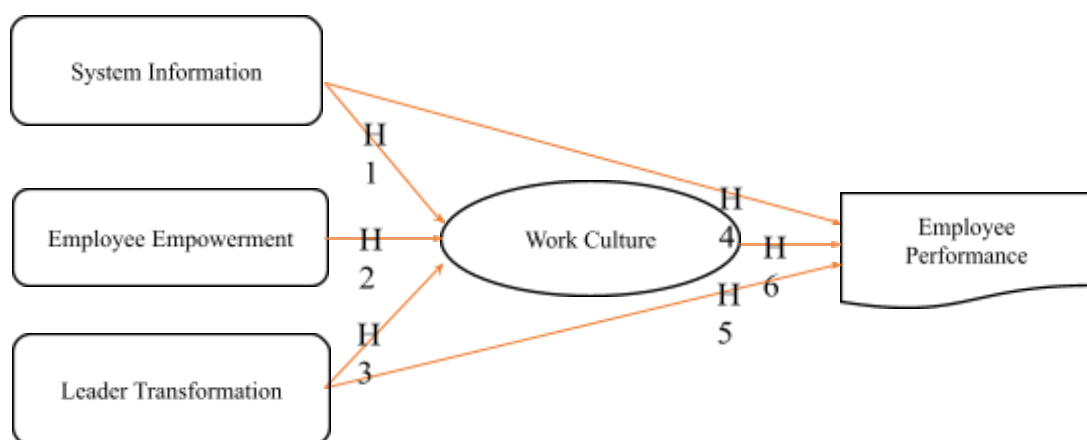 System Information
H
1
Employee Empowerment
H
2
Leader Transformation
H
3
Work Culture
H
4
H
5
H
6
Employee
Performance